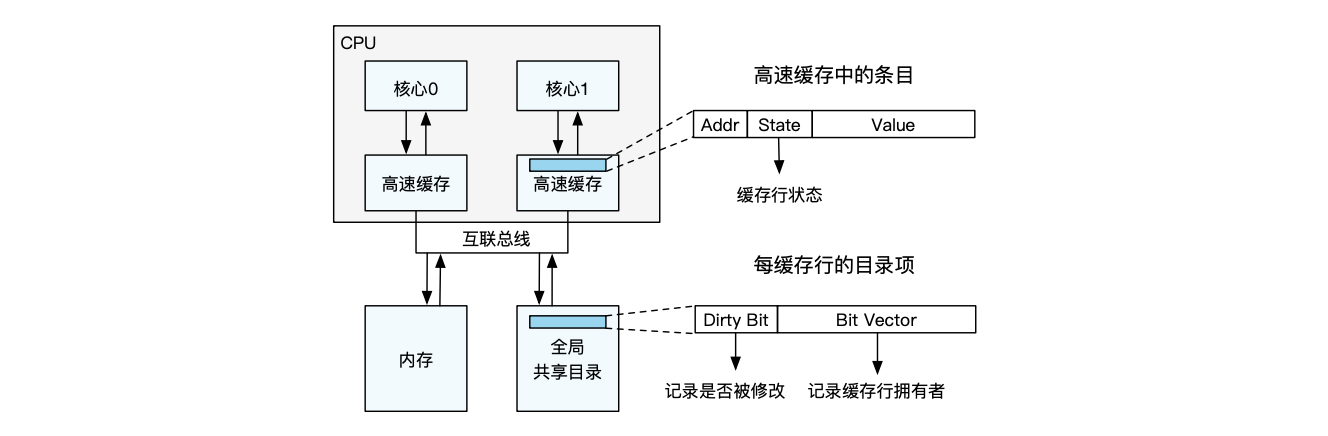 CPU
核心0
核心1
高速缓存
高速缓存
互联总线
内存
全局
共享目录
高速缓存中的条目
Addr
State
Value
缓存行状态
每缓存行的目录项
Dirty Bit
Bit Vector
记录是否被修改
记录缓存行拥有者